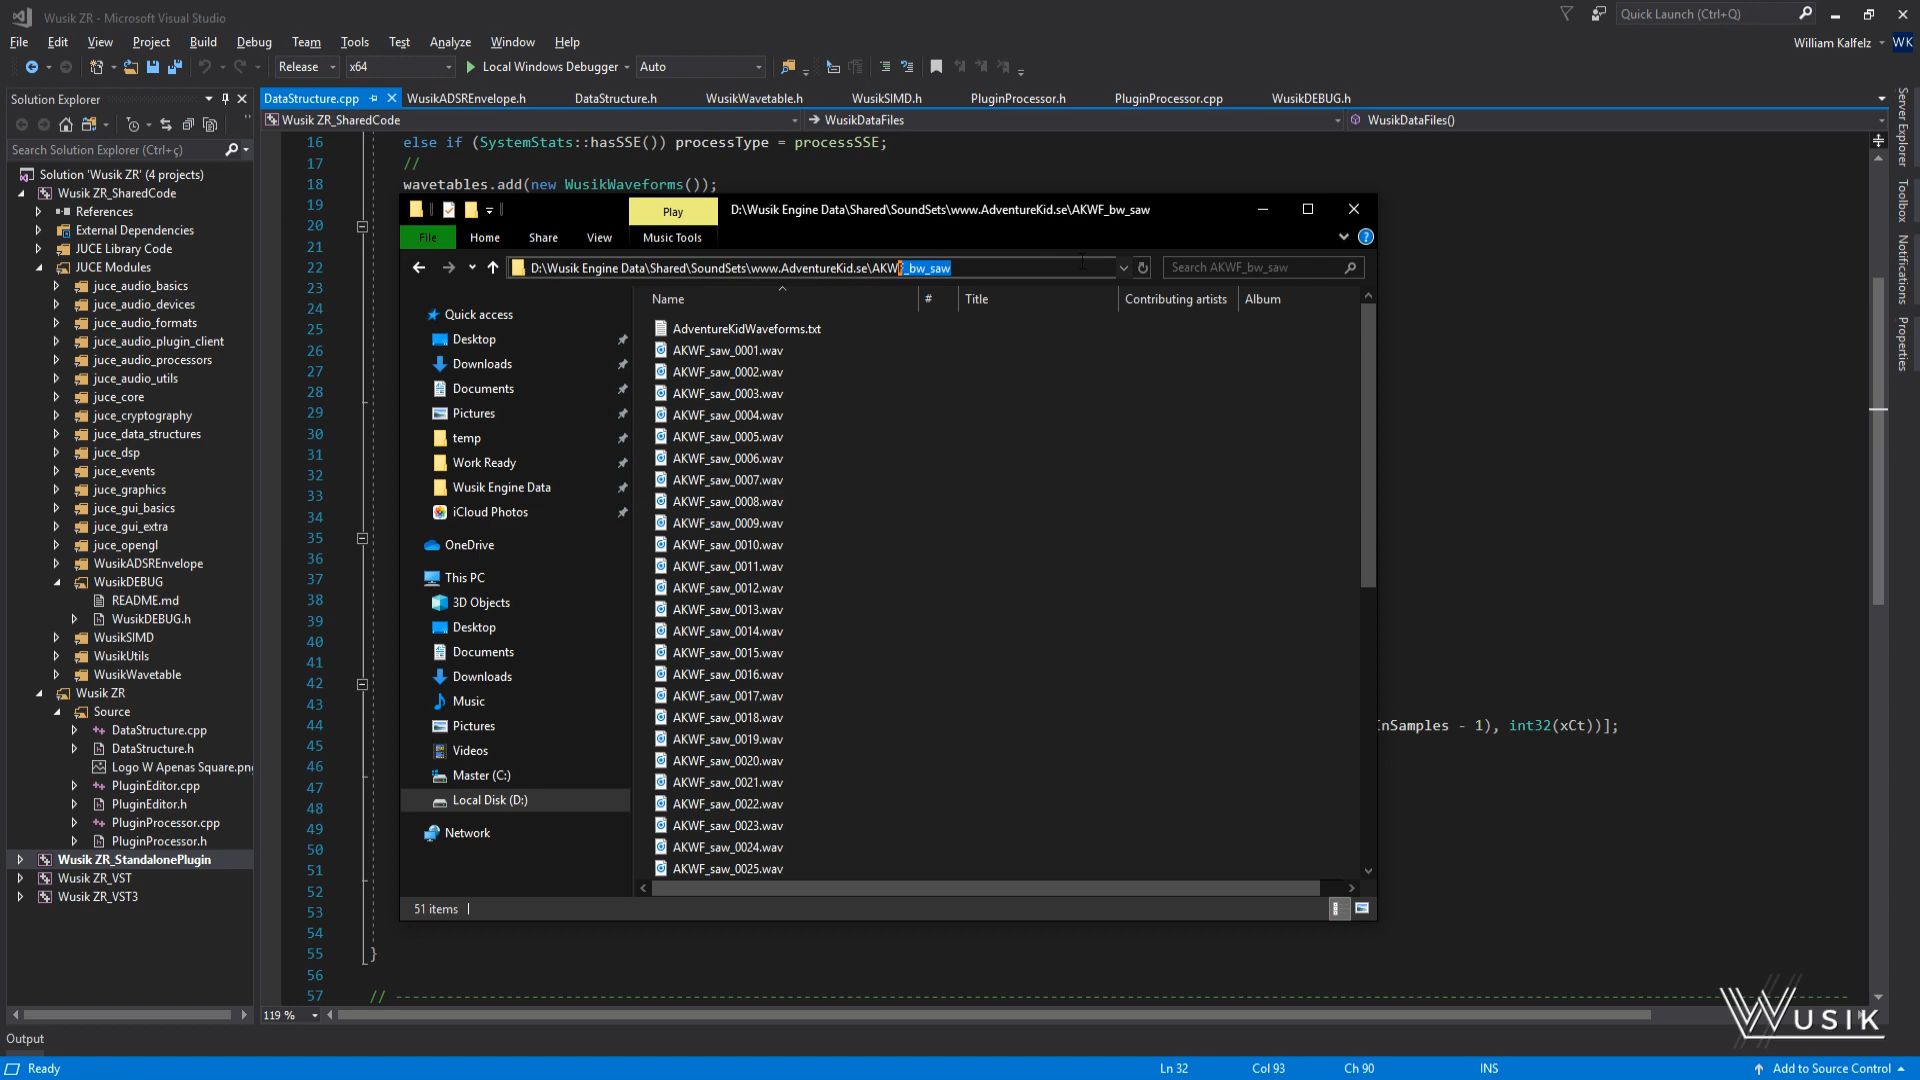 Wusik ZR - Microsoft Visual Studio
Quick Launch (Ctrl+Q)
File Edit View Project Build Debug Team Tools Test Analyze Window Help
William Kalfelz WK
Release x64 Local Windows Debugger Auto
Solution Explorer
DataStructure.cpp WusikADSREnvelope.h DataStructure.h WusikWavetable.h WusikSIMD.h PluginProcessor.h PluginProcessor.cpp WusikDEBUG.h
Wusik ZR_SharedCode WusikDataFiles WusikDataFiles()
Search Solution Explorer (Ctrl+ç)
Solution 'Wusik ZR' (4 projects)
Wusik ZR_SharedCode
References
External Dependencies
JUCE Library Code
JUCE Modules
juce_audio_basics
juce_audio_devices
juce_audio_formats
juce_audio_plugin_client
juce_audio_processors
juce_audio_utils
juce_core
juce_cryptography
juce_data_structures
juce_dsp
juce_events
juce_graphics
juce_gui_basics
juce_gui_extra
juce_opengl
WusikADSREnvelope
WusikDEBUG
README.md
WusikDEBUG.h
WusikSIMD
WusikUtils
WusikWavetable
Wusik ZR
Source
DataStructure.cpp
DataStructure.h
Logo W Apenas Square.png
PluginEditor.cpp
PluginEditor.h
PluginProcessor.cpp
PluginProcessor.h
Wusik ZR_StandalonePlugin
Wusik ZR_VST
Wusik ZR_VST3
16 else if (SystemStats::hasSSE()) processType = processSSE;
17 //
18 wavetables.add(new WusikWaveforms());
19
20
21
22
23
24
25
26
27
28
29
30
31
32
33
34
35
36
37
38
39
40
41
42
43
44 InSamples - 1), int32(xCt))];
45
46
47
48
49
50
51
52
53
54
55 }
56
57 // ----------------------------------------------------------------
Play
D:\Wusik Engine Data\Shared\SoundSets\www.AdventureKid.se\AKWF_bw_saw
File Home Share View Music Tools
D:\Wusik Engine Data\Shared\SoundSets\www.AdventureKid.se\AKWF_bw_saw
Search AKWF_bw_saw
Name # Title Contributing artists Album
Quick access
Desktop
Downloads
Documents
Pictures
temp
Work Ready
Wusik Engine Data
iCloud Photos
OneDrive
This PC
3D Objects
Desktop
Documents
Downloads
Music
Pictures
Videos
Master (C:)
Local Disk (D:)
Network
AdventureKidWaveforms.txt
AKWF_saw_0001.wav
AKWF_saw_0002.wav
AKWF_saw_0003.wav
AKWF_saw_0004.wav
AKWF_saw_0005.wav
AKWF_saw_0006.wav
AKWF_saw_0007.wav
AKWF_saw_0008.wav
AKWF_saw_0009.wav
AKWF_saw_0010.wav
AKWF_saw_0011.wav
AKWF_saw_0012.wav
AKWF_saw_0013.wav
AKWF_saw_0014.wav
AKWF_saw_0015.wav
AKWF_saw_0016.wav
AKWF_saw_0017.wav
AKWF_saw_0018.wav
AKWF_saw_0019.wav
AKWF_saw_0020.wav
AKWF_saw_0021.wav
AKWF_saw_0022.wav
AKWF_saw_0023.wav
AKWF_saw_0024.wav
AKWF_saw_0025.wav
51 items
Server Explorer
Toolbox
Notifications
Properties
119 %
WUSIK
Output
Ready Ln 32 Col 93 Ch 90 INS Add to Source Control